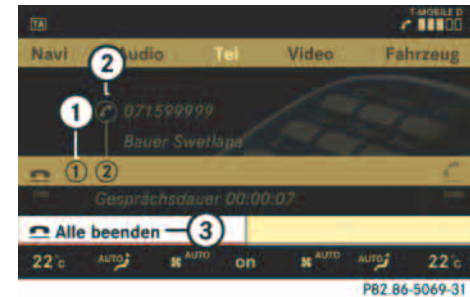 T-MOBILE D
TA
Navi Audio Tel Video Fahrzeug
2
1 071599999
Bauer Swetlana
1 2
Gesprächsdauer 00:00:07
Alle beenden 3
22°c AUTO AUTO on AUTO AUTO 22°c
P82.86-5069-31